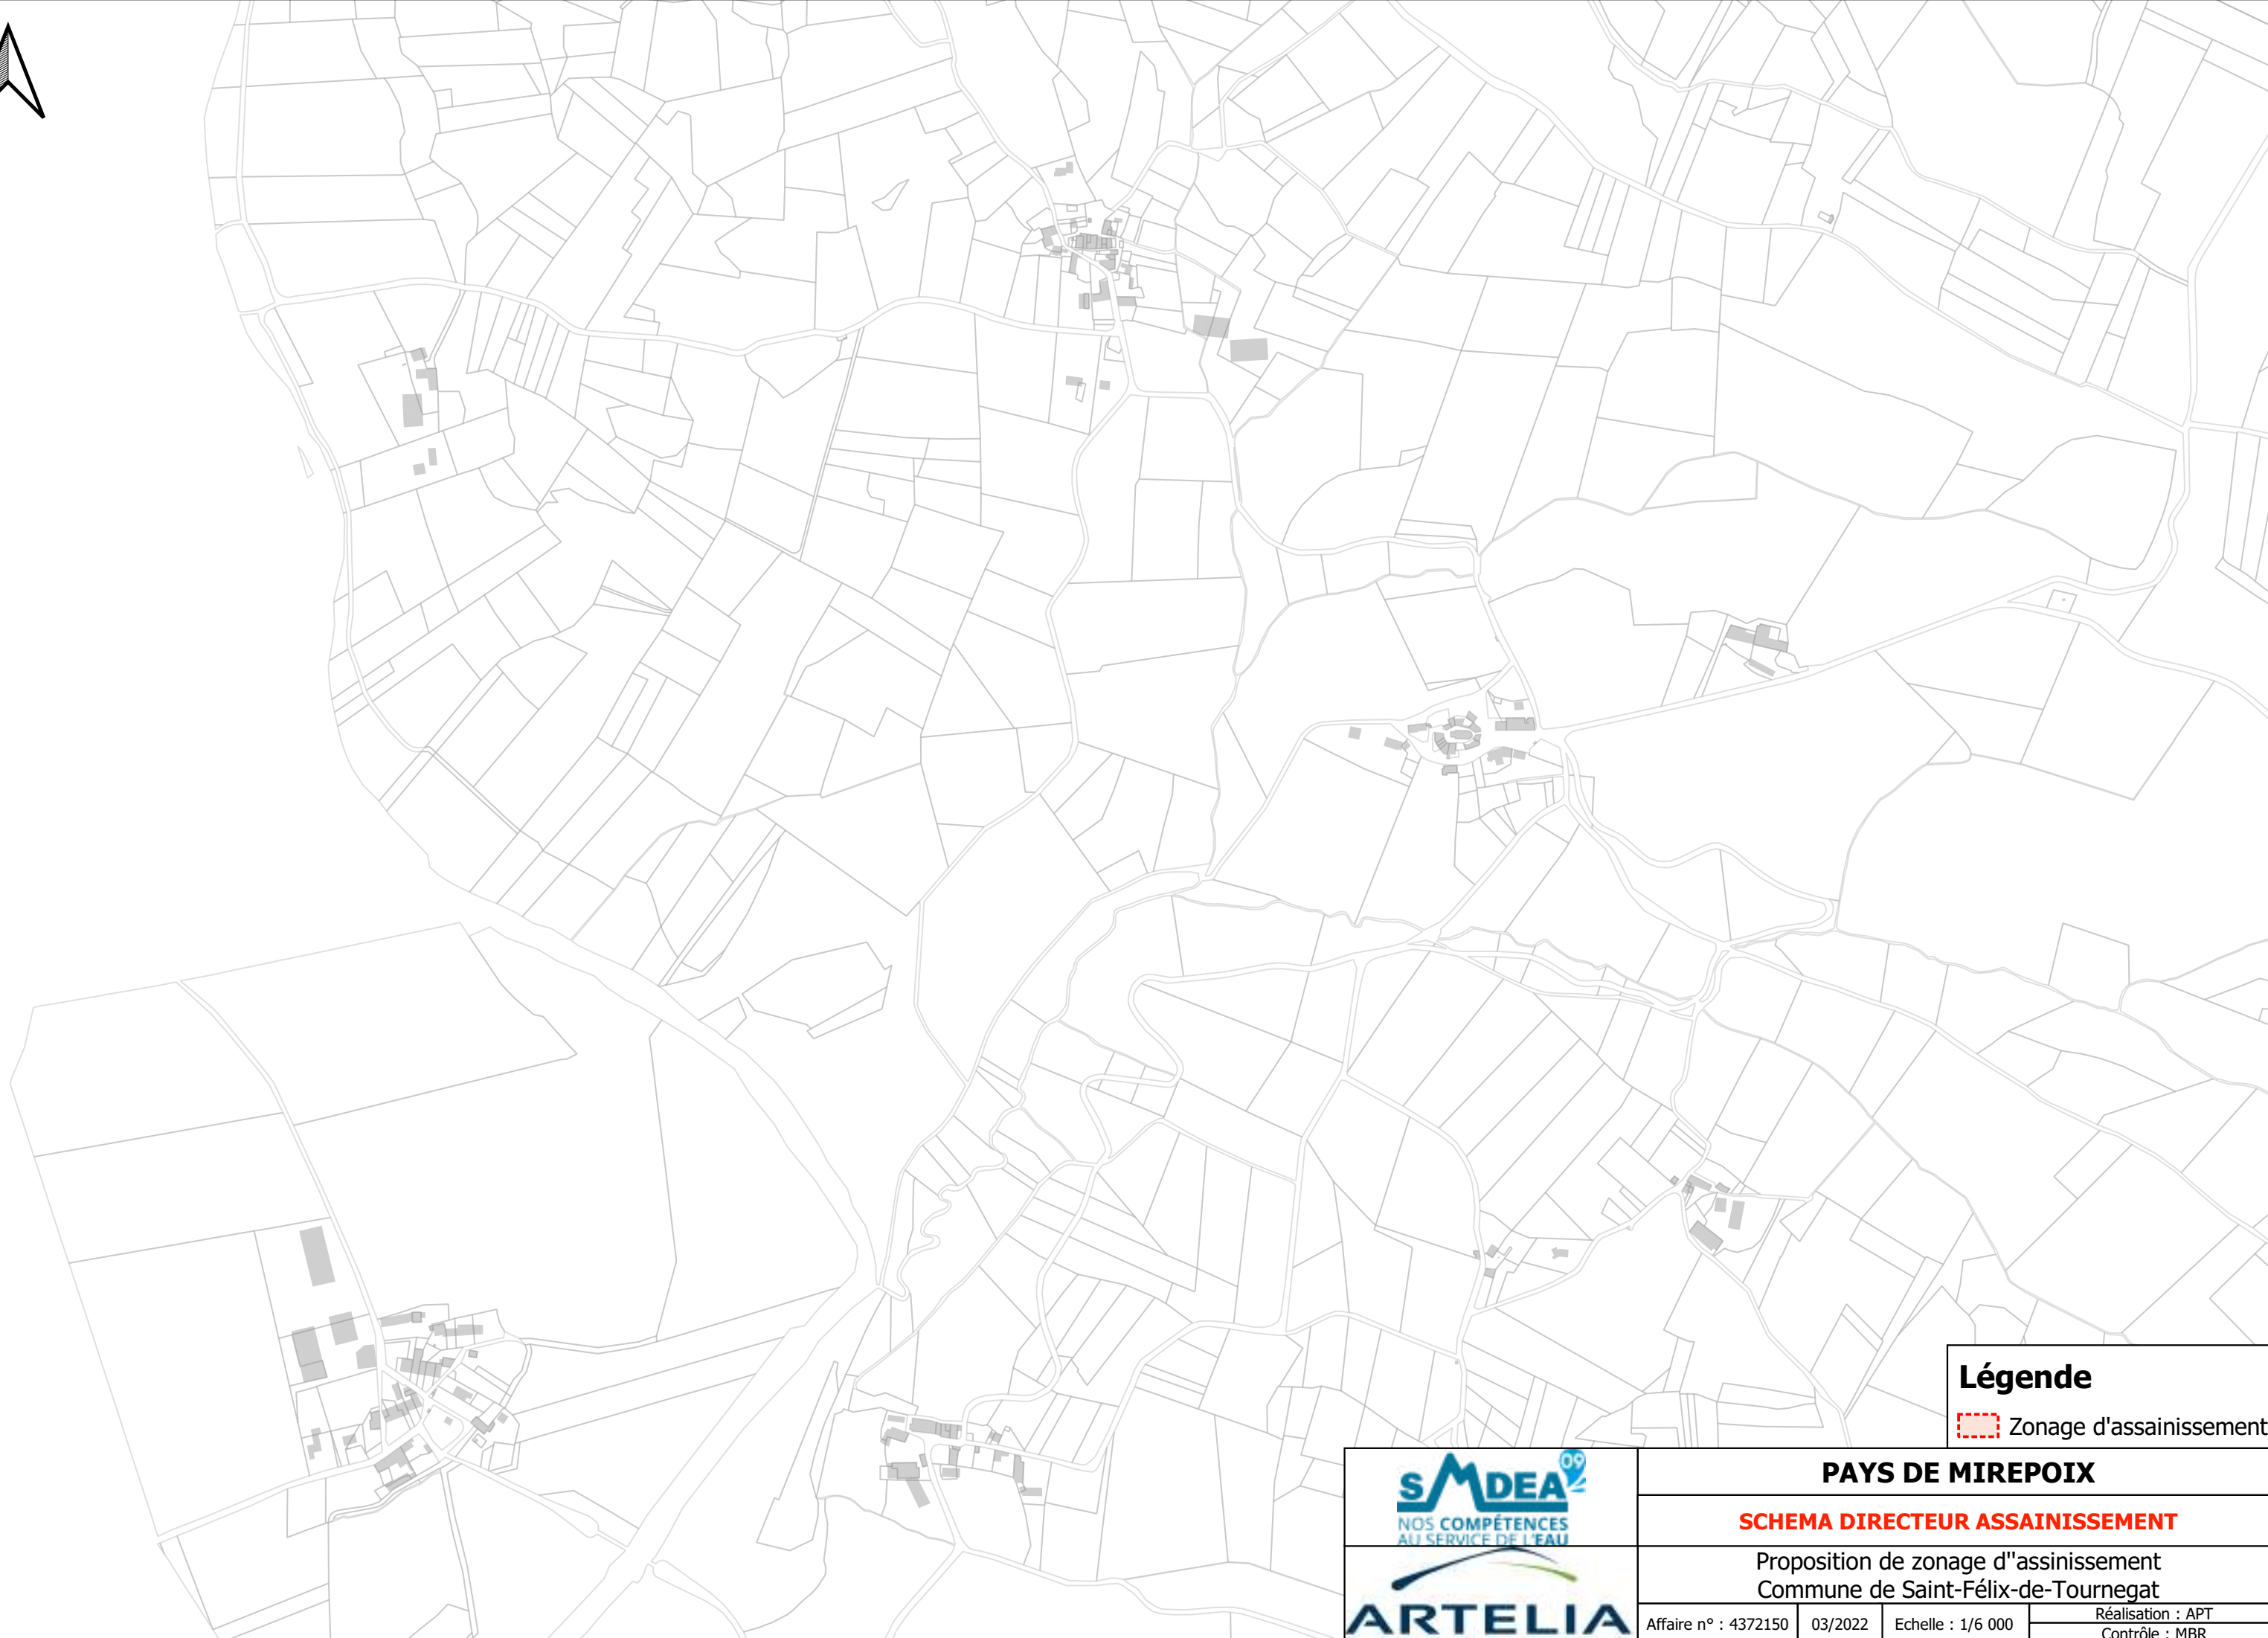 Légende
Zonage d'assainissement
SMDEA 09
NOS COMPÉTENCES
AU SERVICE DE L'EAU
ARTELIA
PAYS DE MIREPOIX
SCHEMA DIRECTEUR ASSAINISSEMENT
Proposition de zonage d"assinissement
Commune de Saint-Félix-de-Tournegat
Affaire n° : 4372150
03/2022
Echelle : 1/6 000
Réalisation : APT
Contrôle : MBR